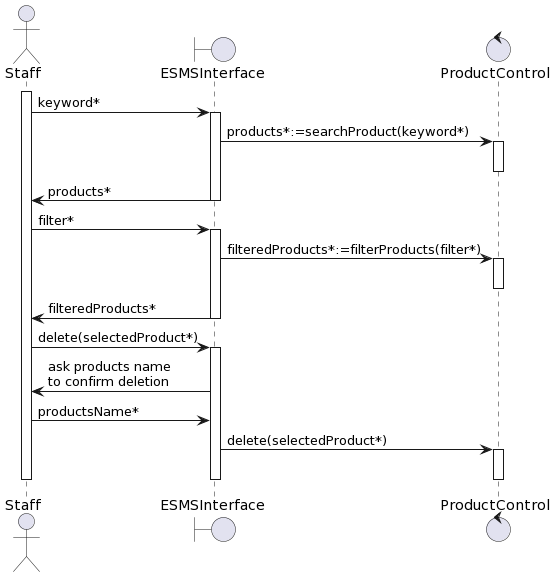 Staff
ESMSInterface
ProductControl
keyword*
products*:=searchProduct(keyword*)
products*
filter*
filteredProducts*:=filterProducts(filter*)
filteredProducts*
delete(selectedProduct*)
ask products name
to confirm deletion
productsName*
delete(selectedProduct*)
Staff
ESMSInterface
ProductControl